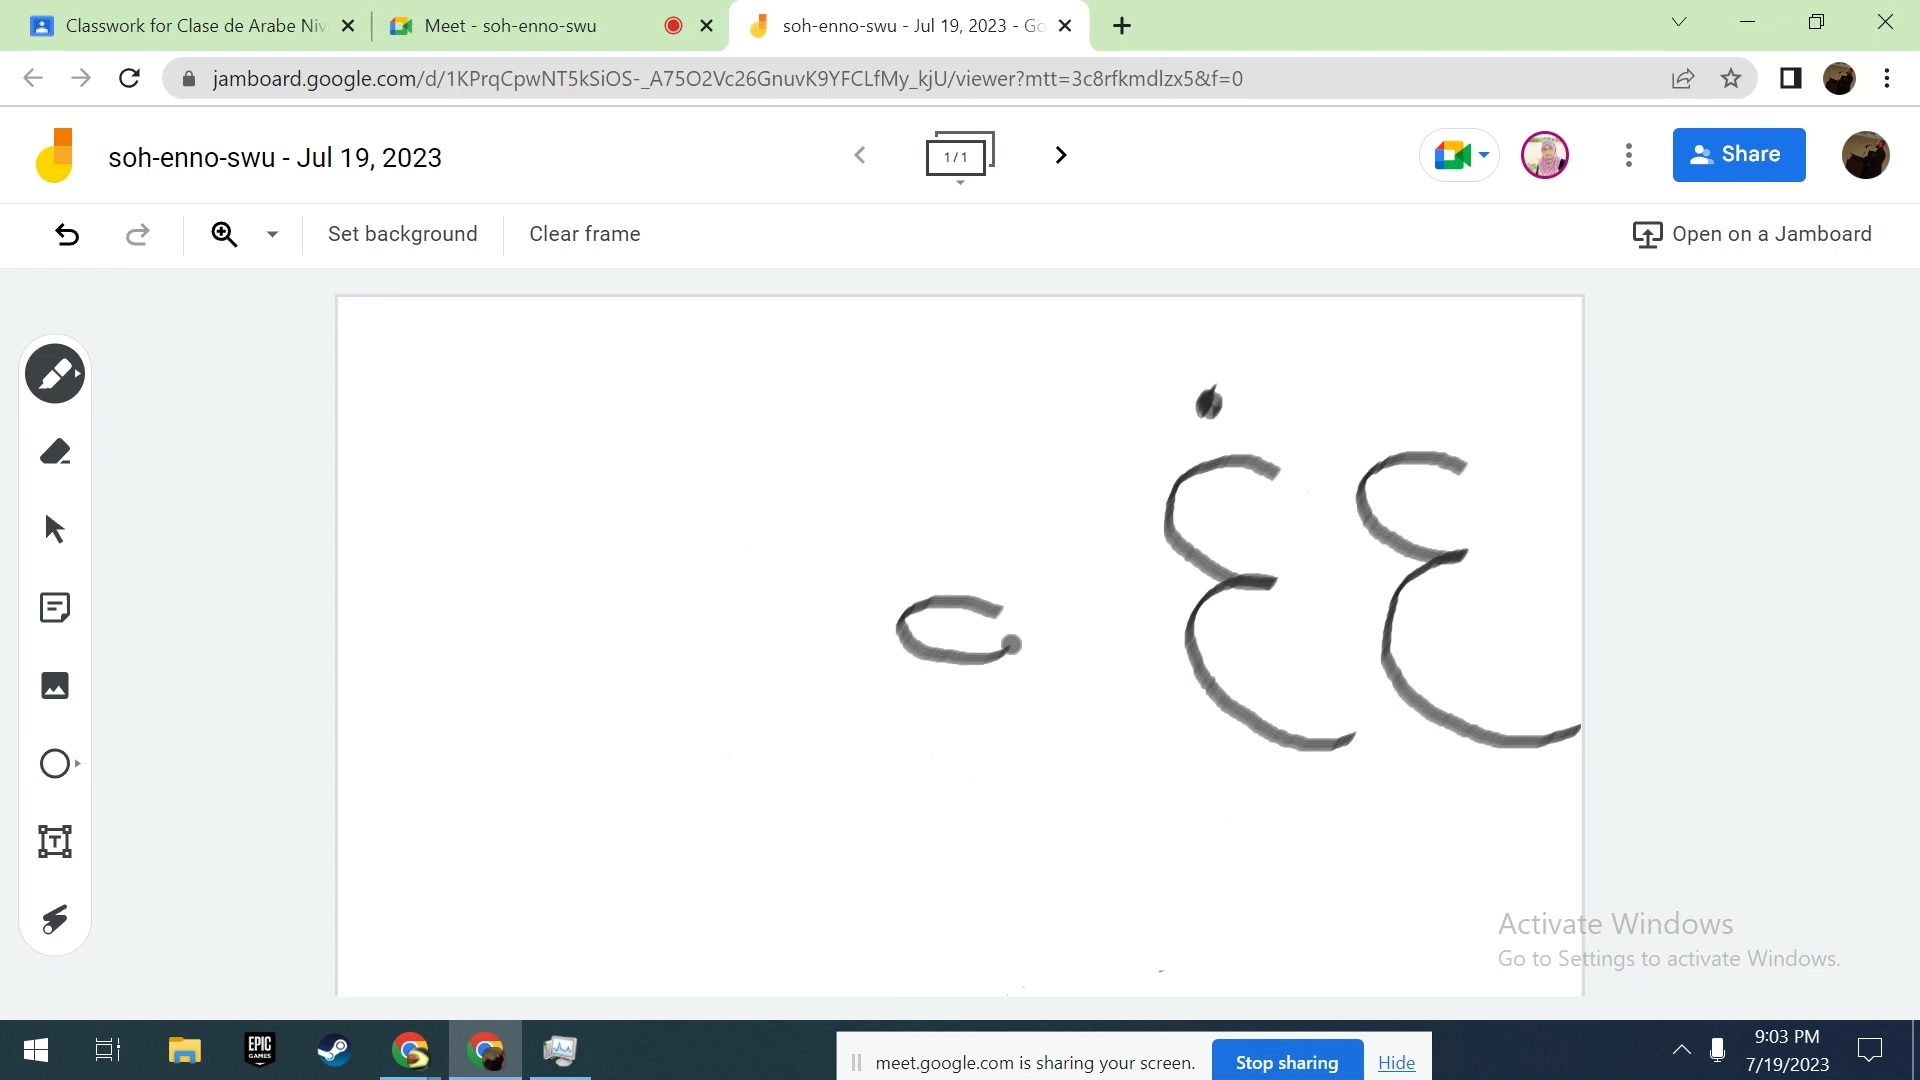 Classwork for Clase de Arabe Niv
Meet - soh-enno-swu
soh-enno-swu - Jul 19, 2023 - Go
jamboard.google.com/d/1KPrqCpwNT5kSiOS-_A75O2Vc26GnuvK9YFCLfMy_kjU/viewer?mtt=3c8rfkmdlzx5&f=0
soh-enno-swu - Jul 19, 2023
1 / 1
Share
Set background
Clear frame
Open on a Jamboard
ع غ
Activate Windows
Go to Settings to activate Windows.
EPIC GAMES
meet.google.com is sharing your screen.
Stop sharing
Hide
9:03 PM
7/19/2023